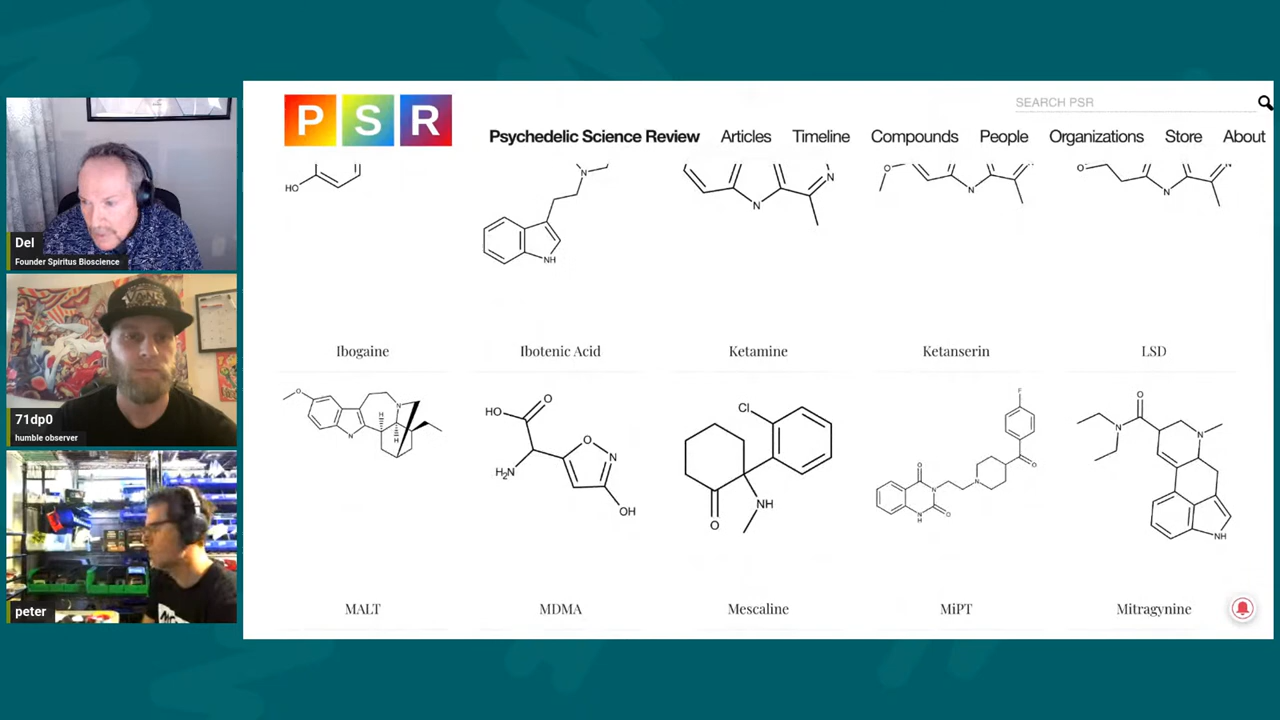 PSR
SEARCH PSR
Psychedelic Science Review Articles Timeline Compounds People Organizations Store About
HO
N
NH
N
N
O
N
O
N
N
Ibogaine Ibotenic Acid Ketamine Ketanserin LSD
O
N
N
H
H
HO
O
O
N
H2N
OH
Cl
O
NH
F
O
O
N
N
NH
O
O
N
N
NH
MALT MDMA Mescaline MiPT Mitragynine
Del
Founder Spiritus Bioscience
71dp0
humble observer
peter